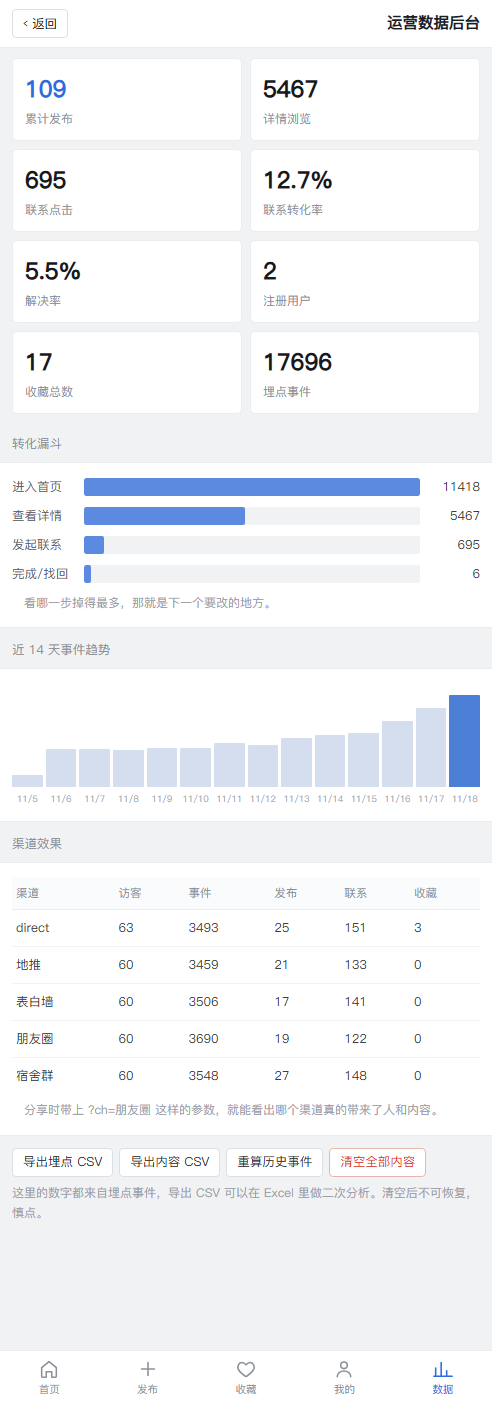 < 返回
运营数据后台
109
累计发布
5467
详情浏览
695
联系点击
12.7%
联系转化率
5.5%
解决率
2
注册用户
17
收藏总数
17696
埋点事件
转化漏斗
进入首页 11418
查看详情 5467
发起联系 695
完成/找回 6
看哪一步掉得最多，那就是下一个要改的地方。
近 14 天事件趋势
11/5 11/6 11/7 11/8 11/9 11/10 11/11 11/12 11/13 11/14 11/15 11/16 11/17 11/18
渠道效果
渠道 访客 事件 发布 联系 收藏
direct 63 3493 25 151 3
地推 60 3459 21 133 0
表白墙 60 3506 17 141 0
朋友圈 60 3690 19 122 0
宿舍群 60 3548 27 148 0
分享时带上 ?ch=朋友圈 这样的参数，就能看出哪个渠道真的带来了人和内容。
导出埋点 CSV 导出内容 CSV 重算历史事件 清空全部内容
这里的数字都来自埋点事件，导出 CSV 可以在 Excel 里做二次分析。清空后不可恢复，
慎点。
首页 发布 收藏 我的 数据